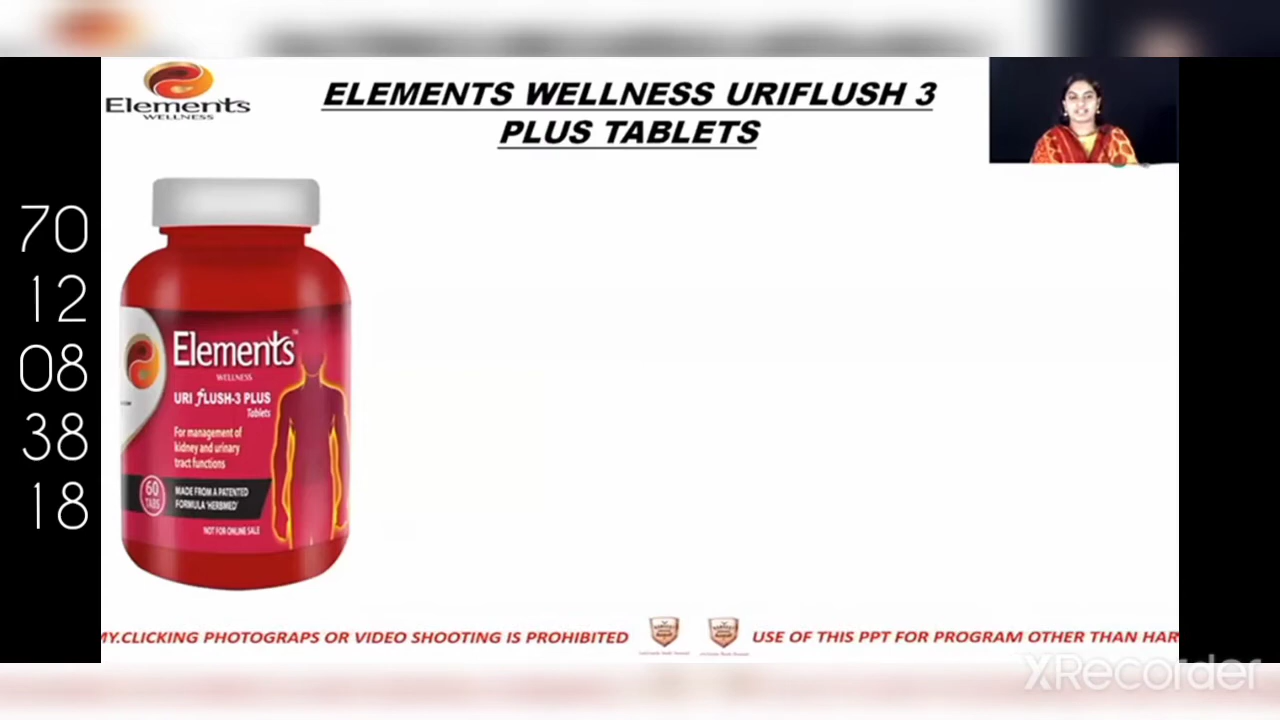 Elements
WELLNESS
ELEMENTS WELLNESS URIFLUSH 3
PLUS TABLETS
70
12
08
38
18
Elements
WELLNESS
URI fLUSH-3 PLUS
Tablets
For management of
kidney and urinary
tract functions
60
TABS
MADE FROM A PATENTED
FORMULA 'HERBMED'
NOT FOR ONLINE SALE
MY.CLICKING PHOTOGRAPS OR VIDEO SHOOTING IS PROHIBITED
USE OF THIS PPT FOR PROGRAM OTHER THAN HAR
XRecorder